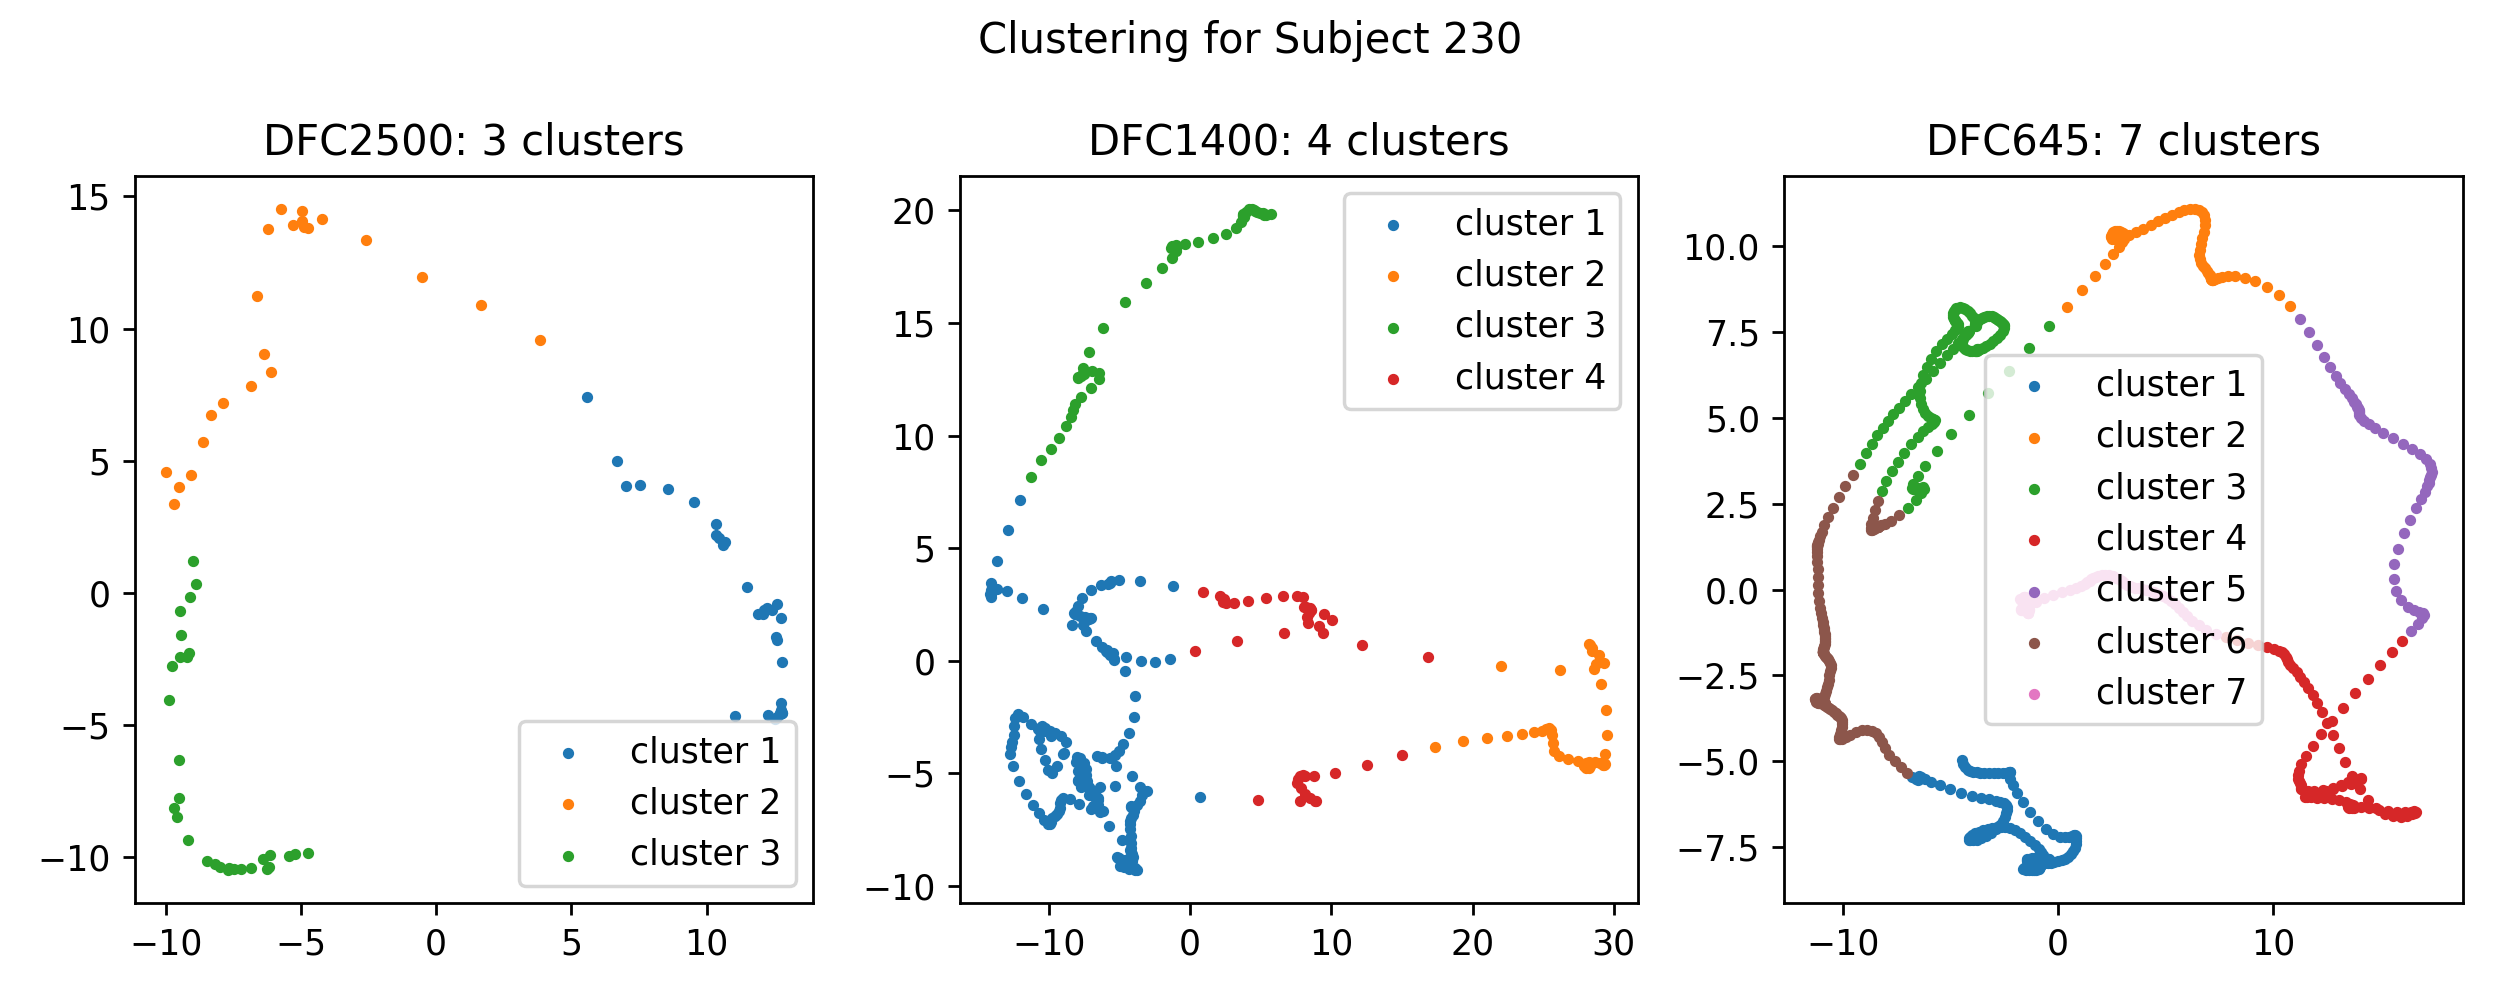 Clustering for Subject 230
DFC2500: 3 clusters
15
10
5
0
−5
−10
−10 −5 0 5 10
cluster 1
cluster 2
cluster 3
DFC1400: 4 clusters
20
15
10
5
0
−5
−10
−10 0 10 20 30
cluster 1
cluster 2
cluster 3
cluster 4
DFC645: 7 clusters
10.0
7.5
5.0
2.5
0.0
−2.5
−5.0
−7.5
−10 0 10
cluster 1
cluster 2
cluster 3
cluster 4
cluster 5
cluster 6
cluster 7